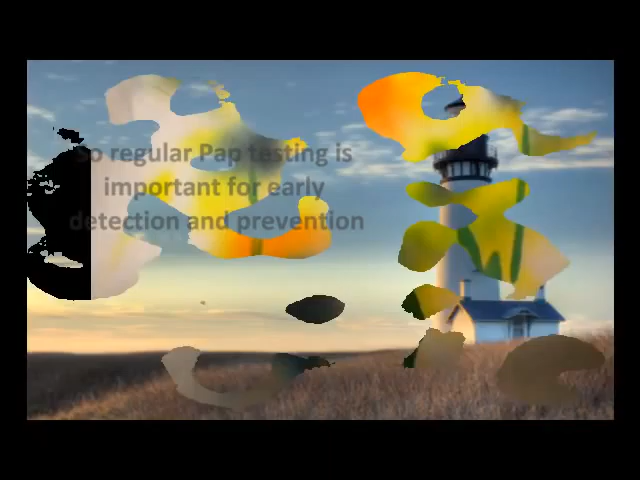 So regular Pap testing is
important for early
detection and prevention